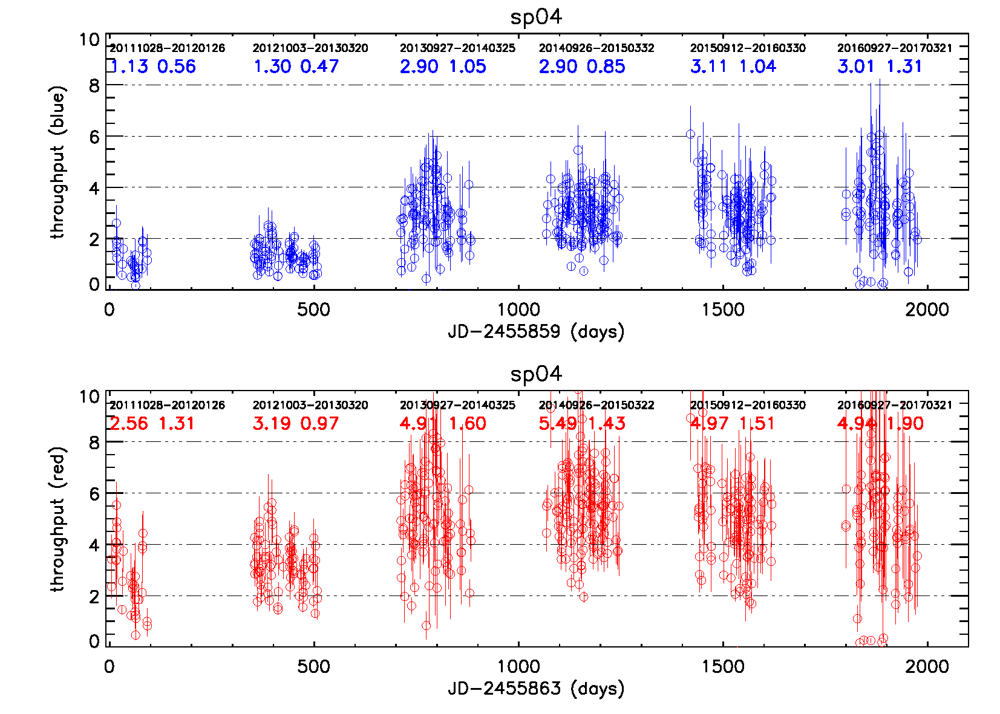 sp04
10
20111028-20120126 20121003-20130320 20130927-20140325 20140926-20150332 20150912-20160330 20160927-20170321
1.13 0.56 1.30 0.47 2.90 1.05 2.90 0.85 3.11 1.04 3.01 1.31
8
6
4
2
0
throughput (blue)
0 500 1000 1500 2000
JD-2455859 (days)
sp04
10
20111028-20120126 20121003-20130320 20130927-20140325 20140926-20150322 20150912-20160330 20160927-20170321
2.56 1.31 3.19 0.97 4.91 1.60 5.49 1.43 4.97 1.51 4.94 1.90
8
6
4
2
0
throughput (red)
0 500 1000 1500 2000
JD-2455863 (days)